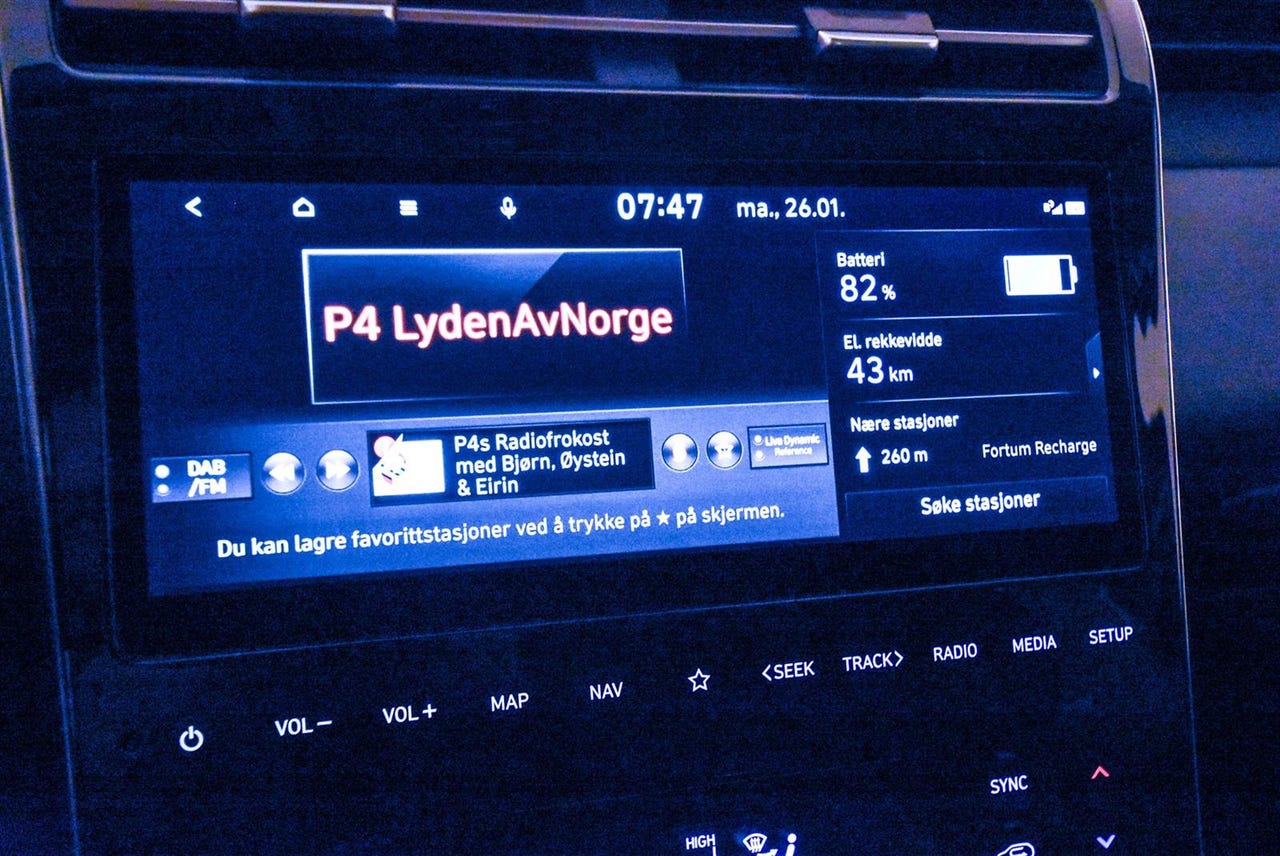 07:47 ma., 26.01.
P4 LydenAvNorge
Batteri
82 %
El. rekkevidde
43 km
Nære stasjoner
260 m Fortum Recharge
Søke stasjoner
DAB
/FM
P4s Radiofrokost
med Bjørn, Øystein
& Eirin
Live Dynamic
Reference
Du kan lagre favorittstasjoner ved å trykke på ★ på skjermen.
VOL− VOL+ MAP NAV <SEEK TRACK> RADIO MEDIA SETUP
SYNC
HIGH